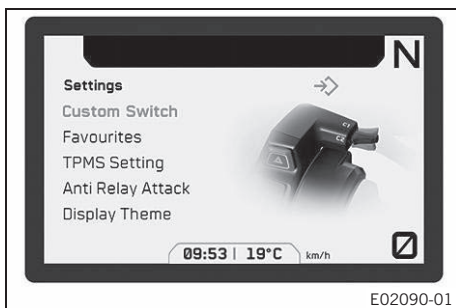 N
Settings
Custom Switch
C1
C2
Favourites
TPMS Setting
Anti Relay Attack
Display Theme
09:53 | 19°C km/h
0
E02090-01